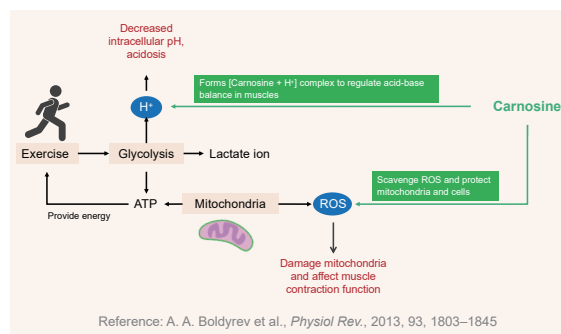 Decreased
intracellular pH,
acidosis
Forms [Carnosine + H⁺] complex to regulate acid-base
balance in muscles
H⁺
Carnosine
Exercise
Glycolysis
Lactate ion
Scavenge ROS and protect
mitochondria and cells
ATP
Mitochondria
ROS
Provide energy
Damage mitochondria
and affect muscle
contraction function
Reference: A. A. Boldyrev et al., Physiol Rev., 2013, 93, 1803–1845